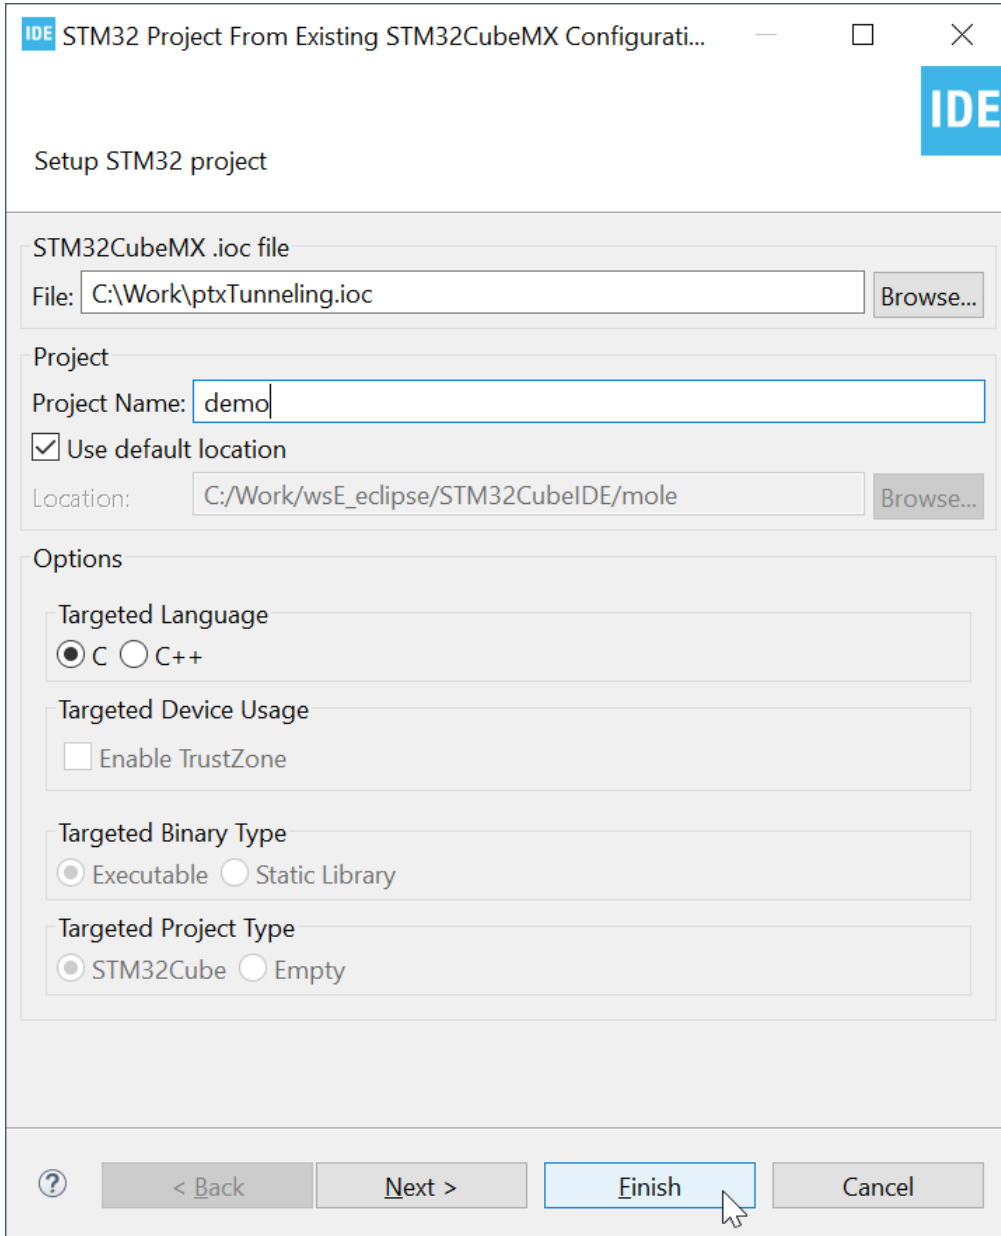 IDE STM32 Project From Existing STM32CubeMX Configurati...
IDE
Setup STM32 project
STM32CubeMX .ioc file
File: C:\Work\ptxTunneling.ioc Browse...
Project
Project Name: demo
Use default location
Location: C:/Work/wsE_eclipse/STM32CubeIDE/mole Browse...
Options
Targeted Language
C C++
Targeted Device Usage
Enable TrustZone
Targeted Binary Type
Executable Static Library
Targeted Project Type
STM32Cube Empty
? < Back Next > Finish Cancel